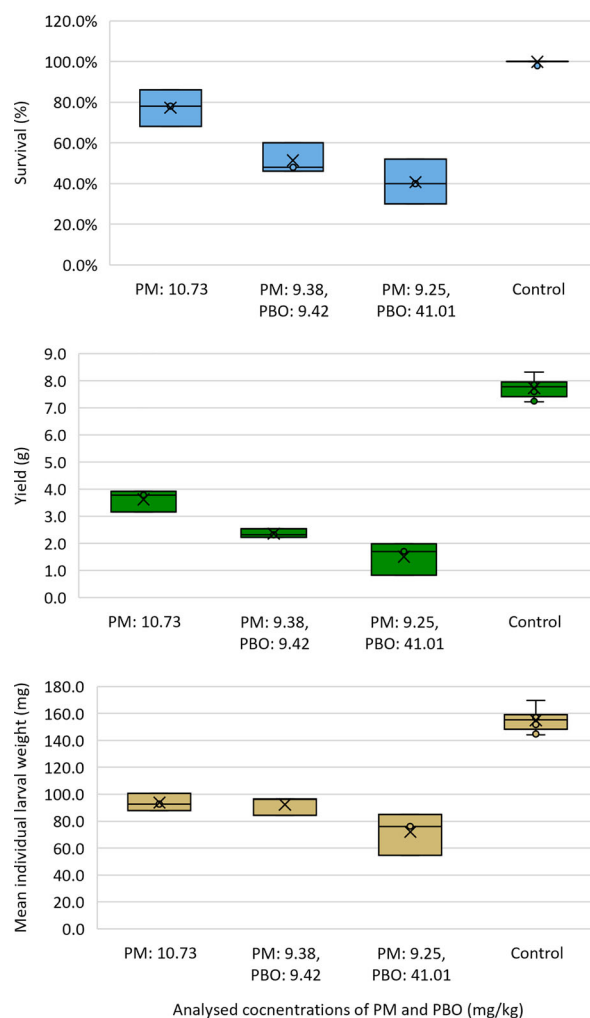 120.0%
100.0%
80.0%
60.0%
40.0%
20.0%
0.0%
Survival (%)
PM: 10.73
PM: 9.38,
PBO: 9.42
PM: 9.25,
PBO: 41.01
Control
9.0
8.0
7.0
6.0
5.0
4.0
3.0
2.0
1.0
0.0
Yield (g)
PM: 10.73
PM: 9.38,
PBO: 9.42
PM: 9.25,
PBO: 41.01
Control
180.0
160.0
140.0
120.0
100.0
80.0
60.0
40.0
20.0
0.0
Mean individual larval weight (mg)
PM: 10.73
PM: 9.38,
PBO: 9.42
PM: 9.25,
PBO: 41.01
Control
Analysed cocnentrations of PM and PBO (mg/kg)